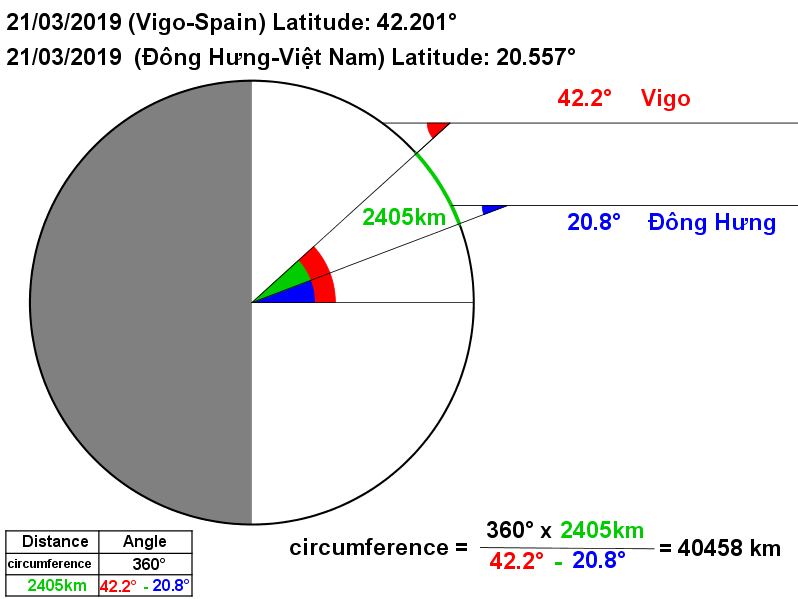 21/03/2019 (Vigo-Spain) Latitude: 42.201°
21/03/2019 (Đông Hưng-Việt Nam) Latitude: 20.557°
42.2° Vigo
2405km
20.8° Đông Hưng
Distance Angle
circumference 360°
2405km 42.2° - 20.8°
360° x 2405km
circumference = = 40458 km
42.2° - 20.8°